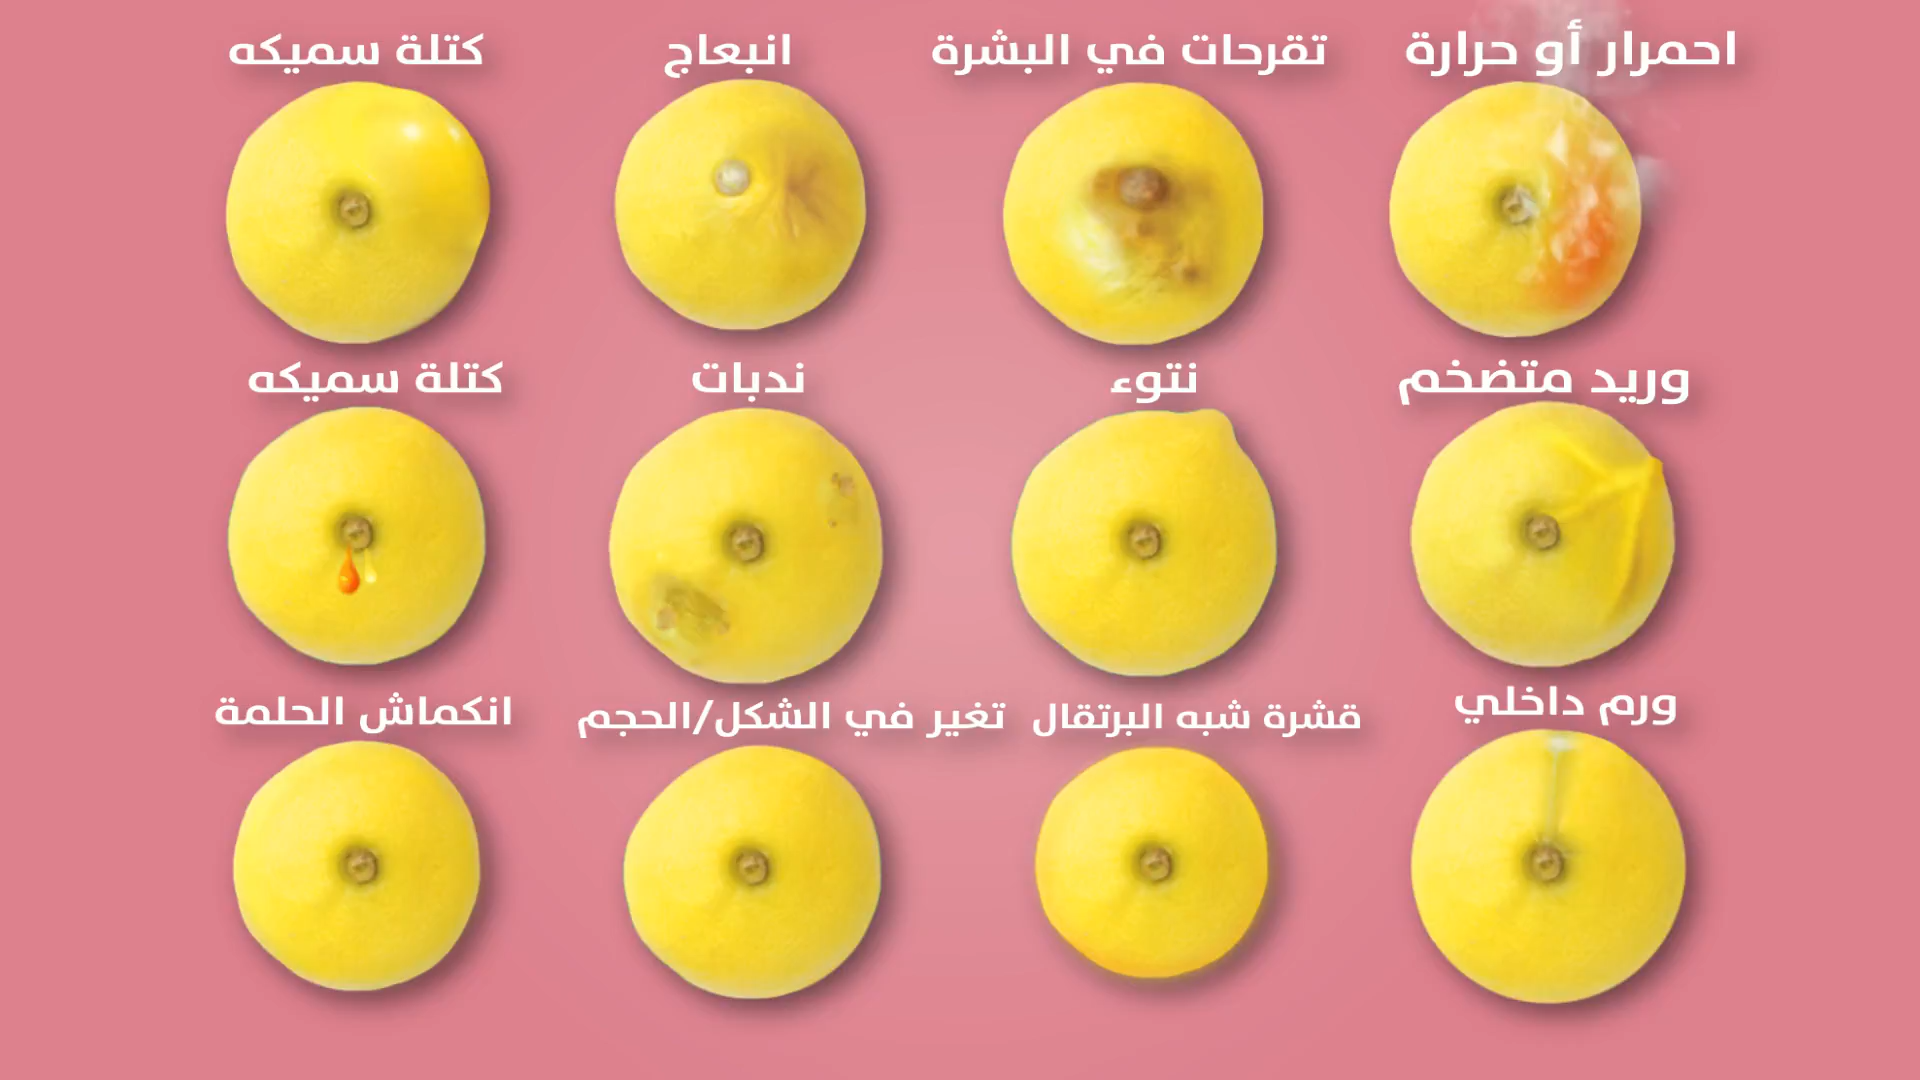 احمرار أو حرارة
تقرحات في البشرة
انبعاج
كتلة سميكه
وريد متضخم
نتوء
ندبات
كتلة سميكه
ورم داخلي
قشرة شبه البرتقال
تغير في الشكل/الحجم
انكماش الحلمة